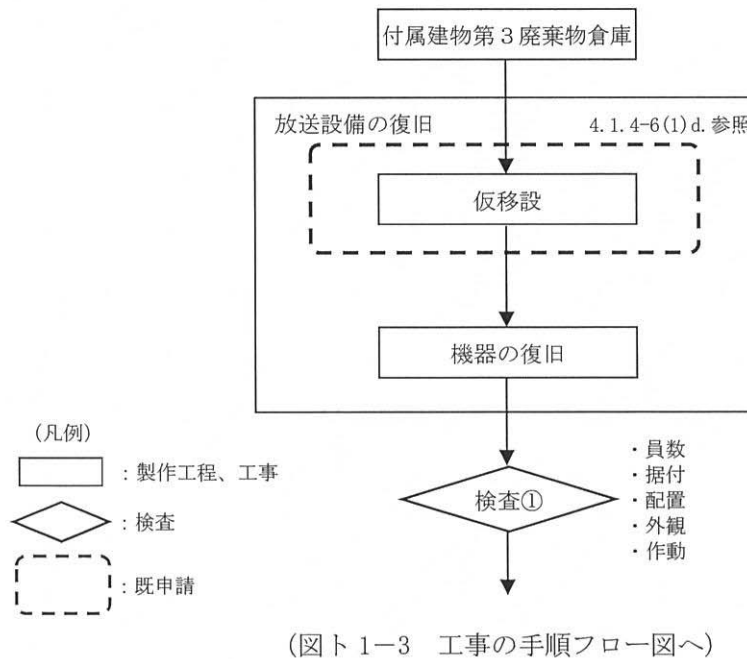 付属建物第3廃棄物倉庫
放送設備の復旧
4.1.4-6(1)d.参照
仮移設
機器の復旧
検査①
・員数
・据付
・配置
・外観
・作動
(凡例)
：製作工程、工事
：検査
：既申請
(図ト1－3　工事の手順フロー図へ)